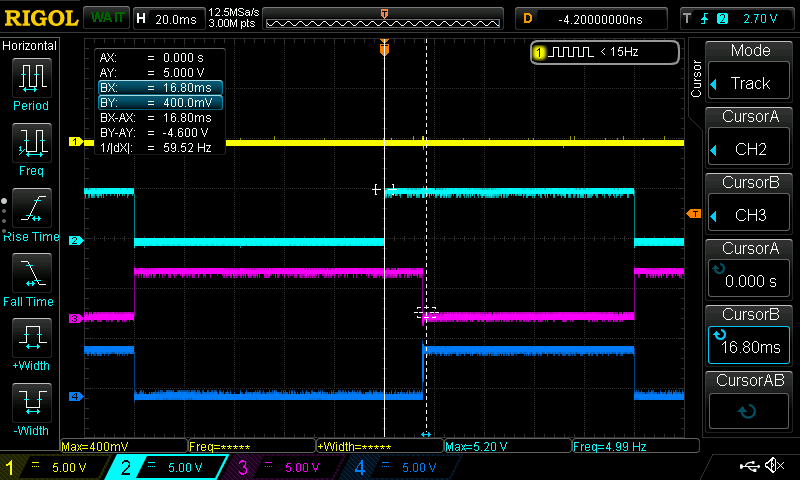 RIGOL WAIT H 20.0ms 12.5MSa/s 3.00M pts D -4.20000000ns T 2 2.70 V
Horizontal
Period
Freq
Rise Time
Fall Time
+Width
-Width
AX: = 0.000 s
AY: = 5.000 V
BX: = 16.80ms
BY: = 400.0mV
BX-AX: = 16.80ms
BY-AY: = -4.600 V
1/|dX|: = 59.52 Hz
1 < 15Hz
T
T
1
2
3
4
Cursor
Mode
Track
CursorA
CH2
CursorB
CH3
CursorA
0.000 s
CursorB
16.80ms
CursorAB
Max=400mV Freq=***** +Width=***** Max=5.20 V Freq=4.99 Hz
1 = 5.00 V 2 = 5.00 V 3 = 5.00 V 4 = 5.00 V